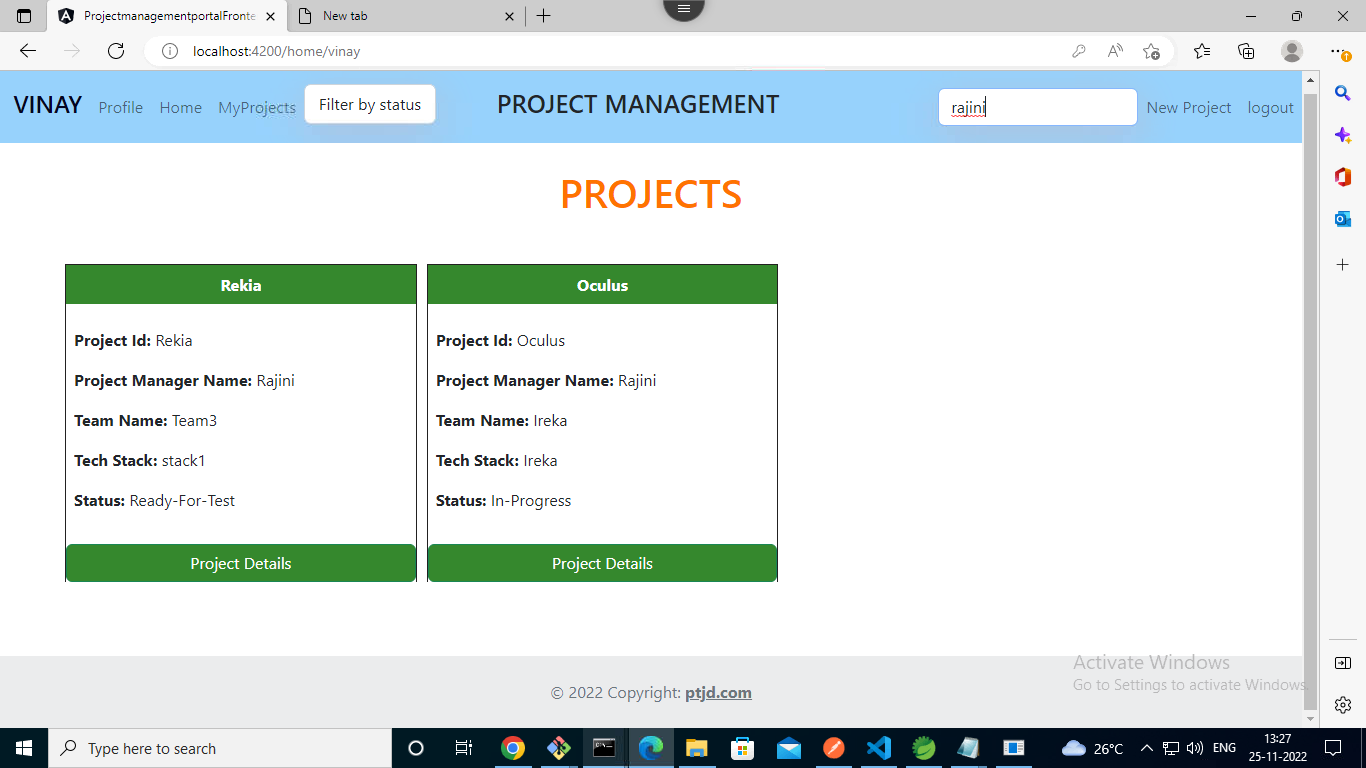 ProjectmanagementportalFronte
New tab
localhost:4200/home/vinay
VINAY Profile Home MyProjects Filter by status PROJECT MANAGEMENT rajini New Project logout
PROJECTS
Rekia
Project Id: Rekia
Project Manager Name: Rajini
Team Name: Team3
Tech Stack: stack1
Status: Ready-For-Test
Project Details
Oculus
Project Id: Oculus
Project Manager Name: Rajini
Team Name: Ireka
Tech Stack: Ireka
Status: In-Progress
Project Details
Activate Windows
Go to Settings to activate Windows.
© 2022 Copyright: ptjd.com
Type here to search
26°C
ENG
13:27
25-11-2022